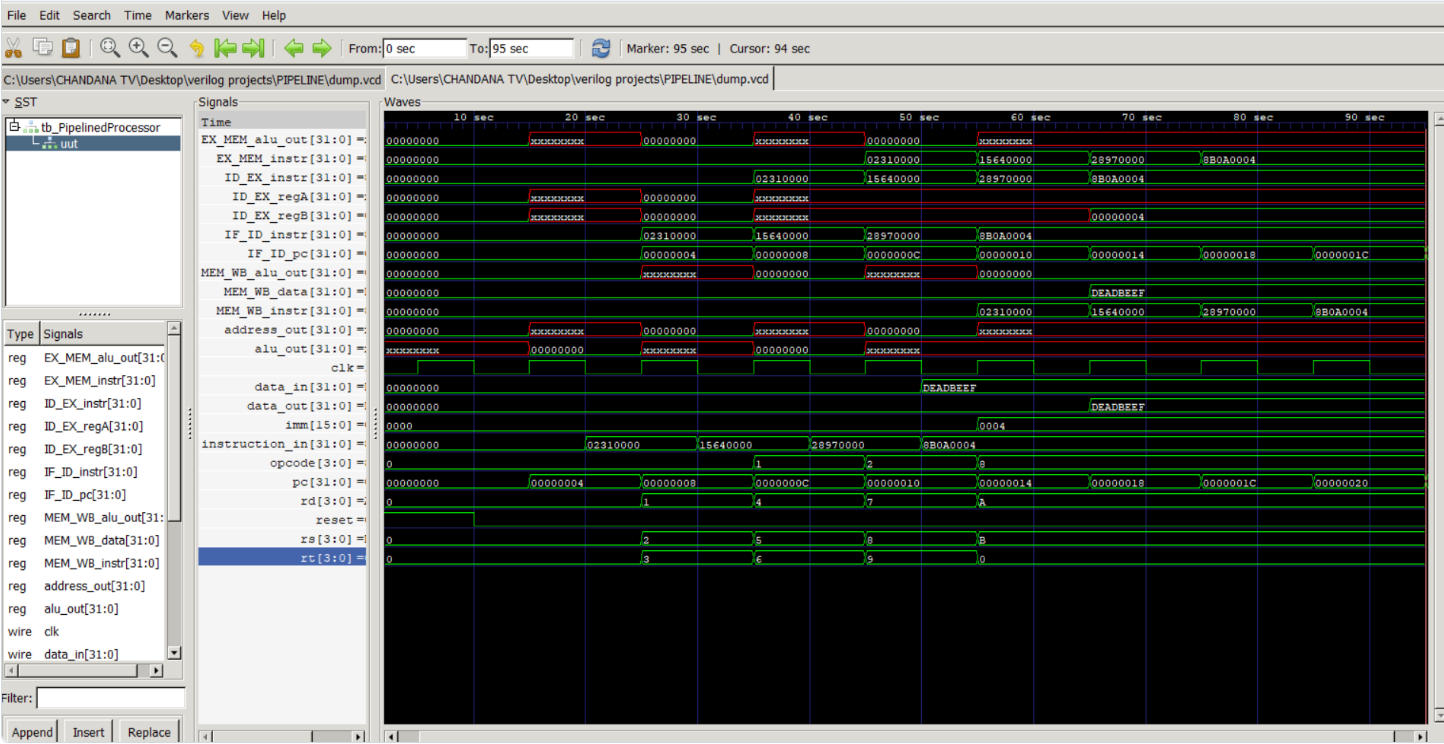 File Edit Search Time Markers View Help
From: 0 sec To: 95 sec Marker: 95 sec | Cursor: 94 sec
C:\Users\CHANDANA TV\Desktop\verilog projects\PIPELINE\dump.vcd C:\Users\CHANDANA TV\Desktop\verilog projects\PIPELINE\dump.vcd
SST
tb_PipelinedProcessor
uut
Type Signals
reg EX_MEM_alu_out[31:0
reg EX_MEM_instr[31:0]
reg ID_EX_instr[31:0]
reg ID_EX_regA[31:0]
reg ID_EX_regB[31:0]
reg IF_ID_instr[31:0]
reg IF_ID_pc[31:0]
reg MEM_WB_alu_out[31:
reg MEM_WB_data[31:0]
reg MEM_WB_instr[31:0]
reg address_out[31:0]
reg alu_out[31:0]
wire clk
wire data_in[31:0]
Filter:
Append Insert Replace
Signals
Time
EX_MEM_alu_out[31:0] =
EX_MEM_instr[31:0] =
ID_EX_instr[31:0] =
ID_EX_regA[31:0] =
ID_EX_regB[31:0] =
IF_ID_instr[31:0] =
IF_ID_pc[31:0] =
MEM_WB_alu_out[31:0] =
MEM_WB_data[31:0] =
MEM_WB_instr[31:0] =
address_out[31:0] =
alu_out[31:0] =
clk=
data_in[31:0] =
data_out[31:0] =
imm[15:0] =
instruction_in[31:0] =
opcode[3:0] =
pc[31:0] =
rd[3:0] =
reset =
rs[3:0] =
rt[3:0] =
Waves
10 sec 20 sec 30 sec 40 sec 50 sec 60 sec 70 sec 80 sec 90 sec
00000000 xxxxxxxx 00000000 xxxxxxxx 00000000 xxxxxxxx
00000000 02310000 15640000 28970000 8B0A0004
00000000 02310000 15640000 28970000 8B0A0004
00000000 xxxxxxxx 00000000 xxxxxxxx
00000000 xxxxxxxx 00000000 xxxxxxxx 00000004
00000000 02310000 15640000 28970000 8B0A0004
00000000 00000004 00000008 0000000C 00000010 00000014 00000018 0000001C
00000000 xxxxxxxx 00000000 xxxxxxxx 00000000
00000000 DEADBEEF
00000000 02310000 15640000 28970000 8B0A0004
00000000 xxxxxxxx 00000000 xxxxxxxx 00000000 xxxxxxxx
xxxxxxxx 00000000 xxxxxxxx 00000000 xxxxxxxx
00000000 DEADBEEF
00000000 DEADBEEF
0000 0004
00000000 02310000 15640000 28970000 8B0A0004
0 1 2 8
00000000 00000004 00000008 0000000C 00000010 00000014 00000018 0000001C 00000020
0 1 4 7 A
0 2 5 8 B
0 3 6 9 0